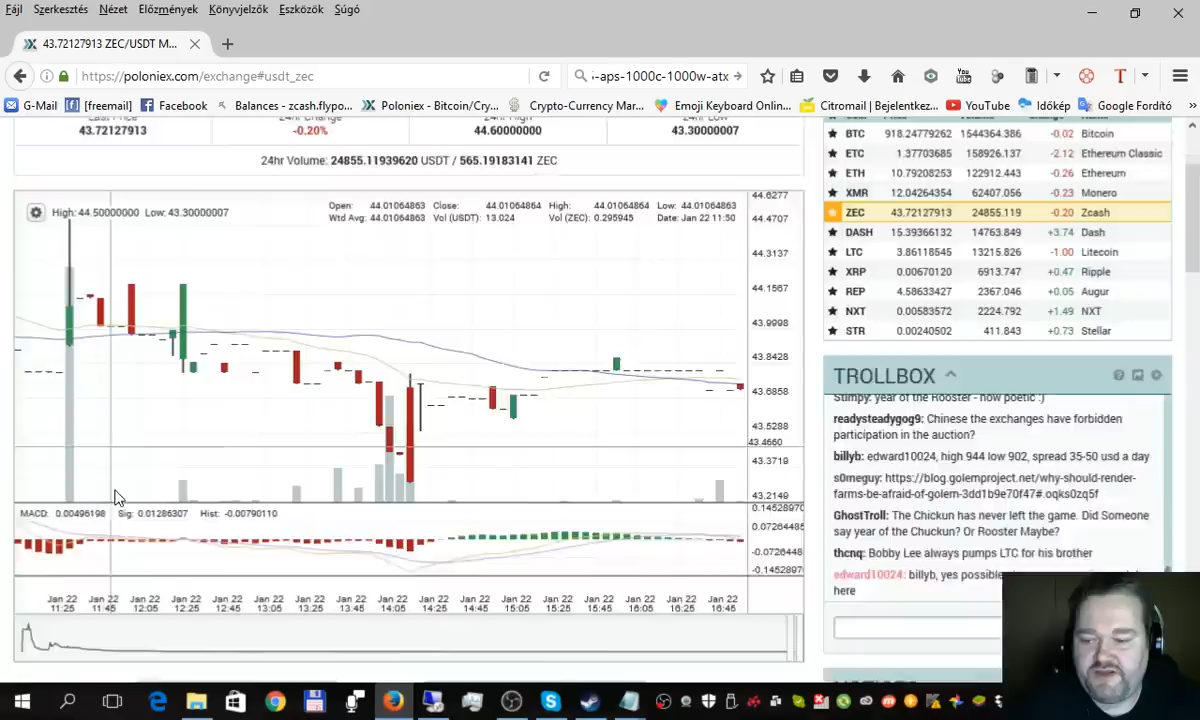 Fájl Szerkesztés Nézet Előzmények Könyvjelzők Eszközök Súgó
43.72127913 ZEC/USDT M...
https://poloniex.com/exchange#usdt_zec
i-aps-1000c-1000w-atx
G-Mail [freemail] Facebook Balances - zcash.flypo... Poloniex - Bitcoin/Cry... Crypto-Currency Mar... Emoji Keyboard Onlin... Citromail | Bejelentkez... YouTube Időkép Google Fordító
43.72127913 -0.20% 44.60000000 43.30000007
24hr Volume: 24855.11939620 USDT / 565.19183141 ZEC
High: 44.50000000 Low: 43.30000007
Open: 44.01064863 Close: 44.01064864 High: 44.01064864 Low: 44.01064863
Wtd Avg: 44.01064863 Vol (USDT): 13.024 Vol (ZEC): 0.295945 Date: Jan 22 11:50
44.6277
44.4707
44.3137
44.1567
43.9998
43.8428
43.6858
43.5288
43.4660
43.3719
43.2149
MACD: 0.00496198 Sig: 0.01286307 Hist: -0.00790110
0.14528970
0.07264485
-0.0726448
-0.1452897
Jan 22 11:25
Jan 22 11:45
Jan 22 12:05
Jan 22 12:25
Jan 22 12:45
Jan 22 13:05
Jan 22 13:25
Jan 22 13:45
Jan 22 14:05
Jan 22 14:25
Jan 22 14:45
Jan 22 15:05
Jan 22 15:25
Jan 22 15:45
Jan 22 16:05
Jan 22 16:25
Jan 22 16:45
BTC 918.24779262 1544364.386 -0.02 Bitcoin
ETC 1.37703685 158926.137 -2.12 Ethereum Classic
ETH 10.79208253 122912.443 -0.26 Ethereum
XMR 12.04264354 62407.056 -0.23 Monero
ZEC 43.72127913 24855.119 -0.20 Zcash
DASH 15.39366132 14763.849 +3.74 Dash
LTC 3.86118545 13215.826 -1.00 Litecoin
XRP 0.00670120 6913.747 +0.47 Ripple
REP 4.58633427 2367.046 +0.05 Augur
NXT 0.00583572 2224.792 +1.49 NXT
STR 0.00240502 411.843 +0.73 Stellar
TROLLBOX
Stimpy: year of the Rooster - how poetic :)
readysteadygog9: Chinese the exchanges have forbidden
participation in the auction?
billyb: edward10024, high 944 low 902, spread 35-50 usd a day
s0meguy: https://blog.golemproject.net/why-should-render-
farms-be-afraid-of-golem-3dd1b9e70f47#.oqks0zq5f
GhostTroll: The Chickun has never left the game. Did Someone
say year of the Chuckun? Or Rooster Maybe?
thcnq: Bobby Lee always pumps LTC for his brother
edward10024: billyb, yes possible
here